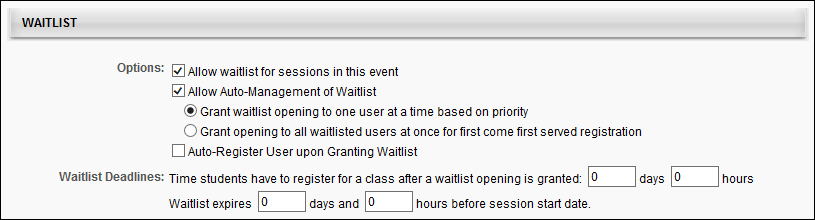 WAITLIST
Options: Allow waitlist for sessions in this event
Allow Auto-Management of Waitlist
Grant waitlist opening to one user at a time based on priority
Grant opening to all waitlisted users at once for first come first served registration
Auto-Register User upon Granting Waitlist
Waitlist Deadlines: Time students have to register for a class after a waitlist opening is granted: 0 days 0 hours
Waitlist expires 0 days and 0 hours before session start date.